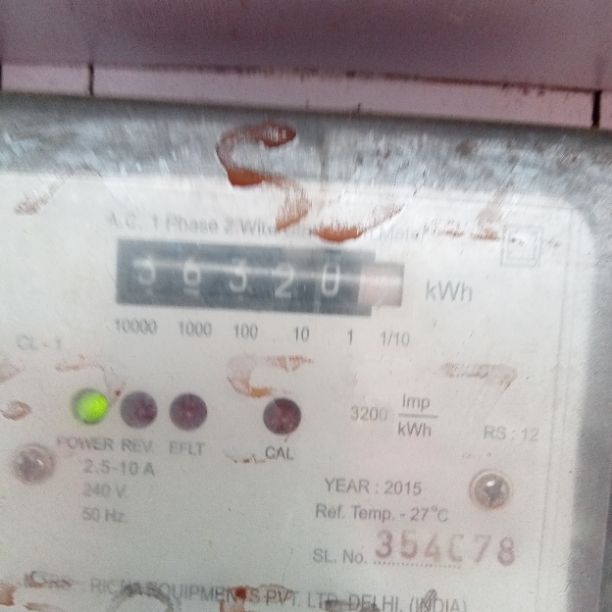 A.C. 1 Phase 2 Wire Meter
36320 kWh
10000 1000 100 10 1 1/10
CL - 1
3200 Imp/kWh
RS : 12
POWER REV. EFLT CAL
2.5-10 A
240 V
50 Hz
YEAR : 2015
Ref. Temp. - 27°C
SL. No. 354C78
EQUIPMENTS PVT. LTD. DELHI. (INDIA)